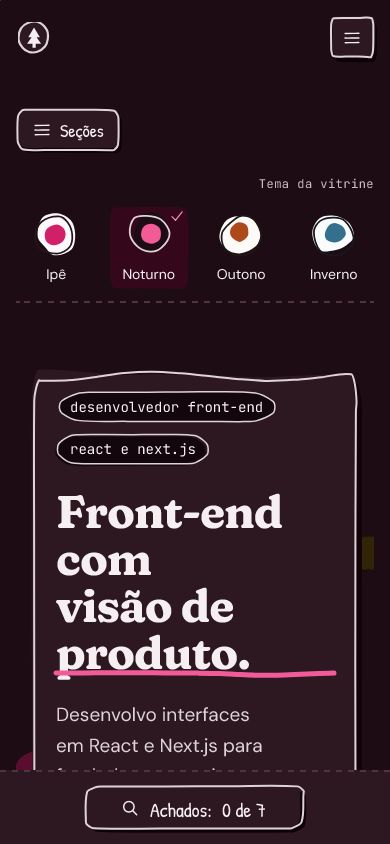 Seções
Tema da vitrine
Ipê
Noturno
Outono
Inverno
desenvolvedor front-end
react e next.js
Front-end
com
visão de
produto.
Desenvolvo interfaces
em React e Next.js para
Achados: 0 de 7